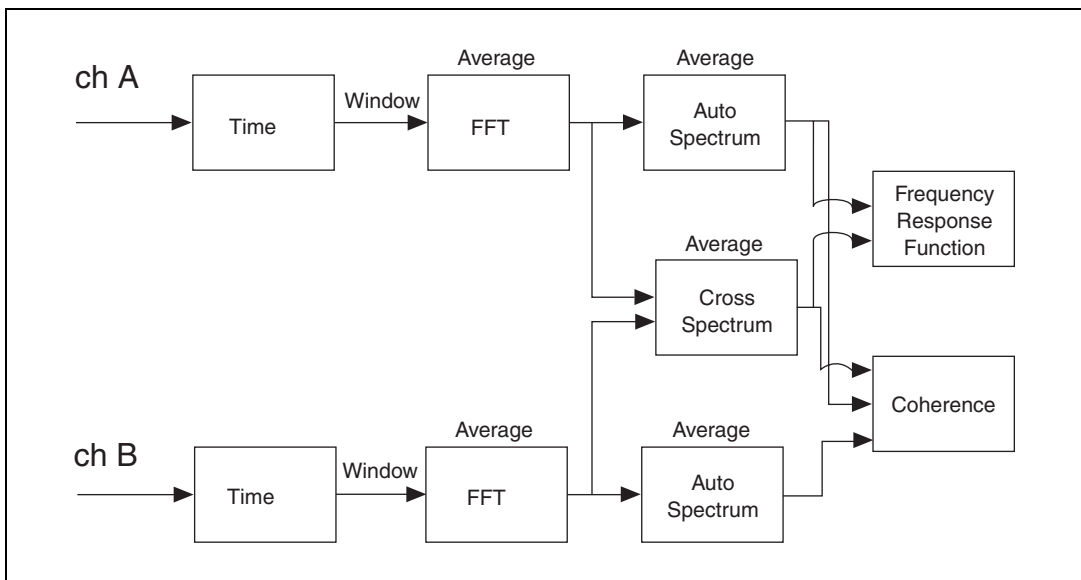 ch A
Time
Window
Average
FFT
Average
Auto
Spectrum
Frequency
Response
Function
Average
Cross
Spectrum
Coherence
ch B
Time
Window
Average
FFT
Average
Auto
Spectrum